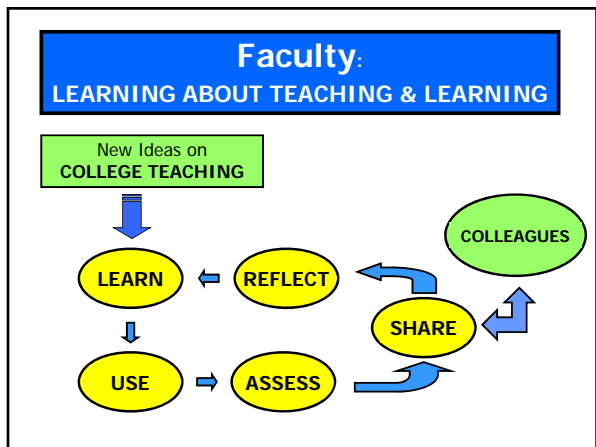 Faculty:
LEARNING ABOUT TEACHING & LEARNING
New Ideas on
COLLEGE TEACHING
COLLEAGUES
LEARN
REFLECT
SHARE
USE
ASSESS